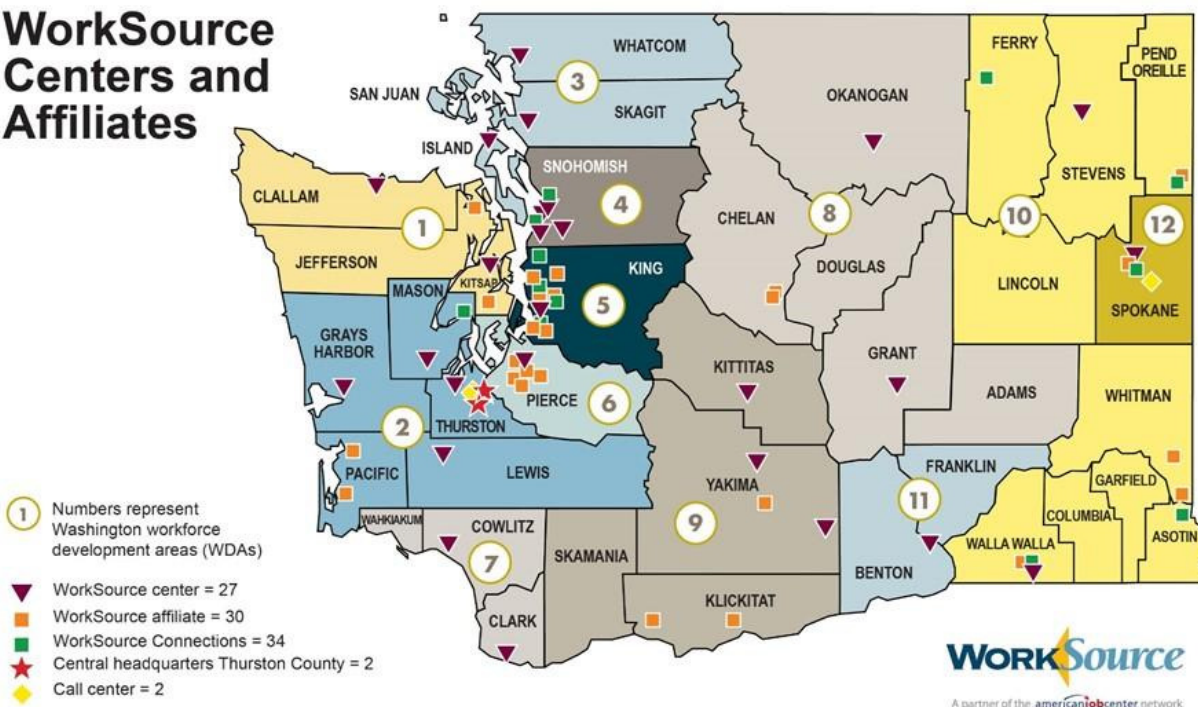 WorkSource
Centers and
Affiliates
WHATCOM
3
SAN JUAN
SKAGIT
ISLAND
OKANOGAN
FERRY
PEND
OREILLE
STEVENS
SNOHOMISH
4
CLALLAM
1
JEFFERSON
KITSAP
CHELAN
8
DOUGLAS
10
12
LINCOLN
SPOKANE
KING
5
MASON
GRAYS
HARBOR
KITTITAS
GRANT
ADAMS
WHITMAN
PIERCE
6
THURSTON
2
PACIFIC
LEWIS
YAKIMA
9
FRANKLIN
11
GARFIELD
COLUMBIA
ASOTIN
WALLA WALLA
BENTON
WAHKIAKUM
COWLITZ
7
SKAMANIA
KLICKITAT
CLARK
1
Numbers represent
Washington workforce
development areas (WDAs)
WorkSource center = 27
WorkSource affiliate = 30
WorkSource Connections = 34
Central headquarters Thurston County = 2
Call center = 2
WORKSource
A partner of the americanjobcenter network